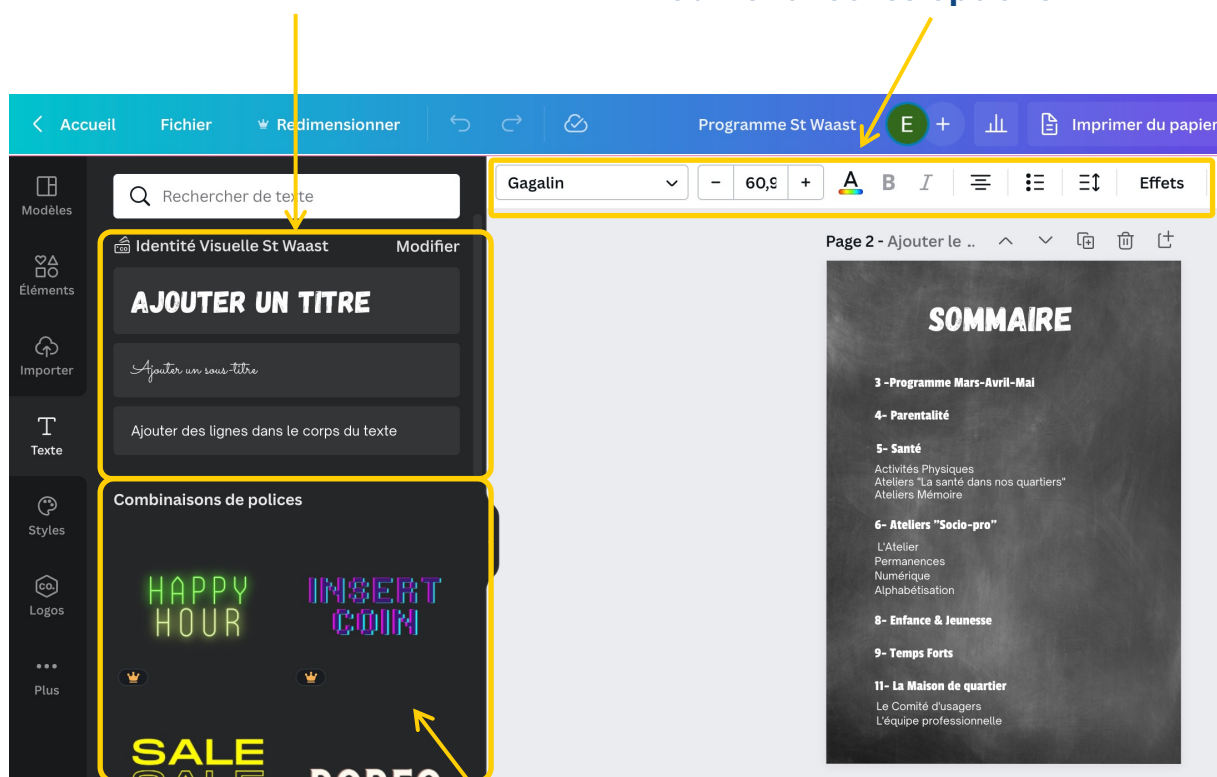 Accueil Fichier Redimensionner Programme St Waast E + Imprimer du papier
Modèles
Éléments
Importer
Texte
Styles
Logos
Plus
Rechercher de texte
Identité Visuelle St Waast Modifier
AJOUTER UN TITRE
Ajouter un sous-titre
Ajouter des lignes dans le corps du texte
Combinaisons de polices
HAPPY
HOUR
INSERT
COIN
SALE
SALE
RODEO
Gagalin - 60,9 + A B I Effets
Page 2 - Ajouter le ..
SOMMAIRE
3 -Programme Mars-Avril-Mai
4- Parentalité
5- Santé
Activités Physiques
Ateliers "La santé dans nos quartiers"
Ateliers Mémoire
6- Ateliers "Socio-pro"
L'Atelier
Permanences
Numérique
Alphabétisation
8- Enfance & Jeunesse
9- Temps Forts
11- La Maison de quartier
Le Comité d'usagers
L'équipe professionnelle